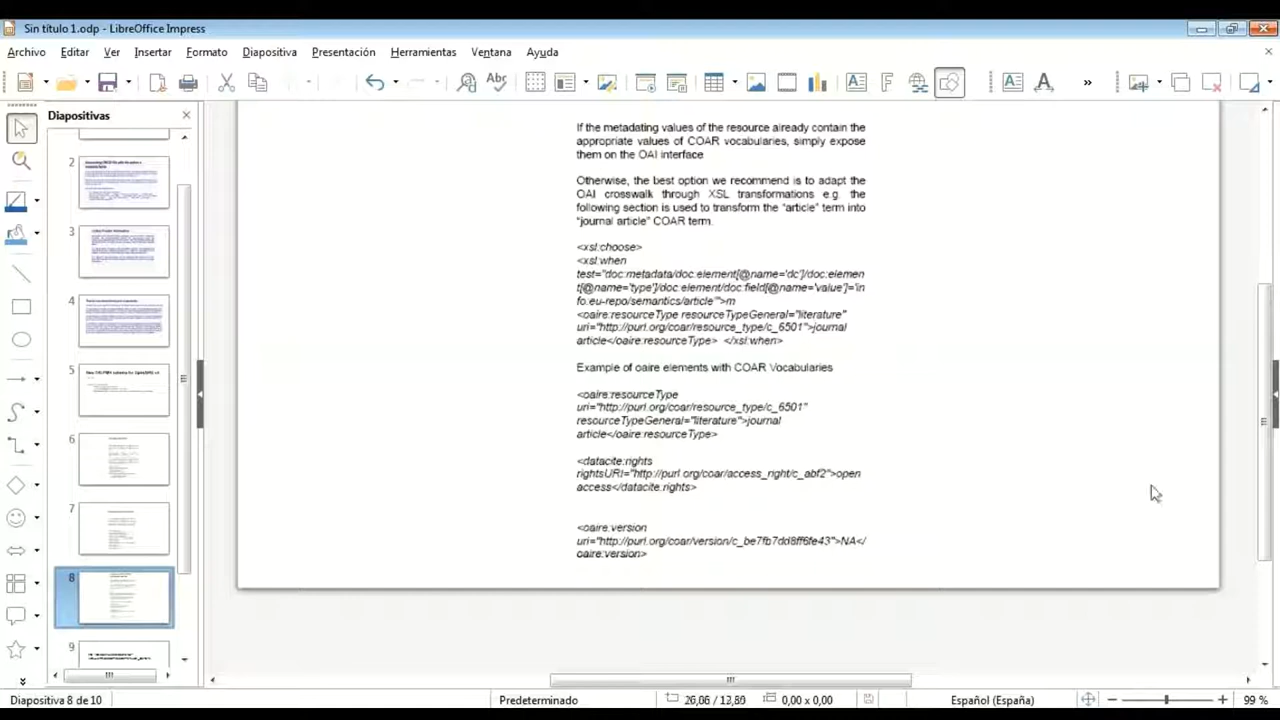 Sin título 1.odp - LibreOffice Impress
Archivo Editar Ver Insertar Formato Diapositiva Presentación Herramientas Ventana Ayuda
Diapositivas
2
3
4
5
6
7
8
9
If the metadating values of the resource already contain the
appropriate values of COAR vocabularies, simply expose
them on the OAI interface
Otherwise, the best option we recommend is to adapt the
OAI crosswalk through XSL transformations e.g. the
following section is used to transform the "article" term into
"journal article" COAR term.
<xsl:choose>
<xsl:when
test="doc:metadata/doc:element[@name='dc']/doc:elemen
t[@name='type']/doc:element/doc:field[@name='value']='in
fo:eu-repo/semantics/article'">m
<oaire:resourceType resourceTypeGeneral="literature"
uri="http://purl.org/coar/resource_type/c_6501">journal
article</oaire:resourceType> </xsl:when>
Example of oaire elements with COAR Vocabularies
<oaire:resourceType
uri="http://purl.org/coar/resource_type/c_6501"
resourceTypeGeneral="literature">journal
article</oaire:resourceType>
<datacite:rights
rightsURI="http://purl.org/coar/access_right/c_abf2">open
access</datacite:rights>
<oaire:version
uri="http://purl.org/coar/version/c_be7fb7dd8ff6fe43">NA</
oaire:version>
Diapositiva 8 de 10 Predeterminado 26,06 / 12,80 0,00 x 0,00 Español (España) 99 %